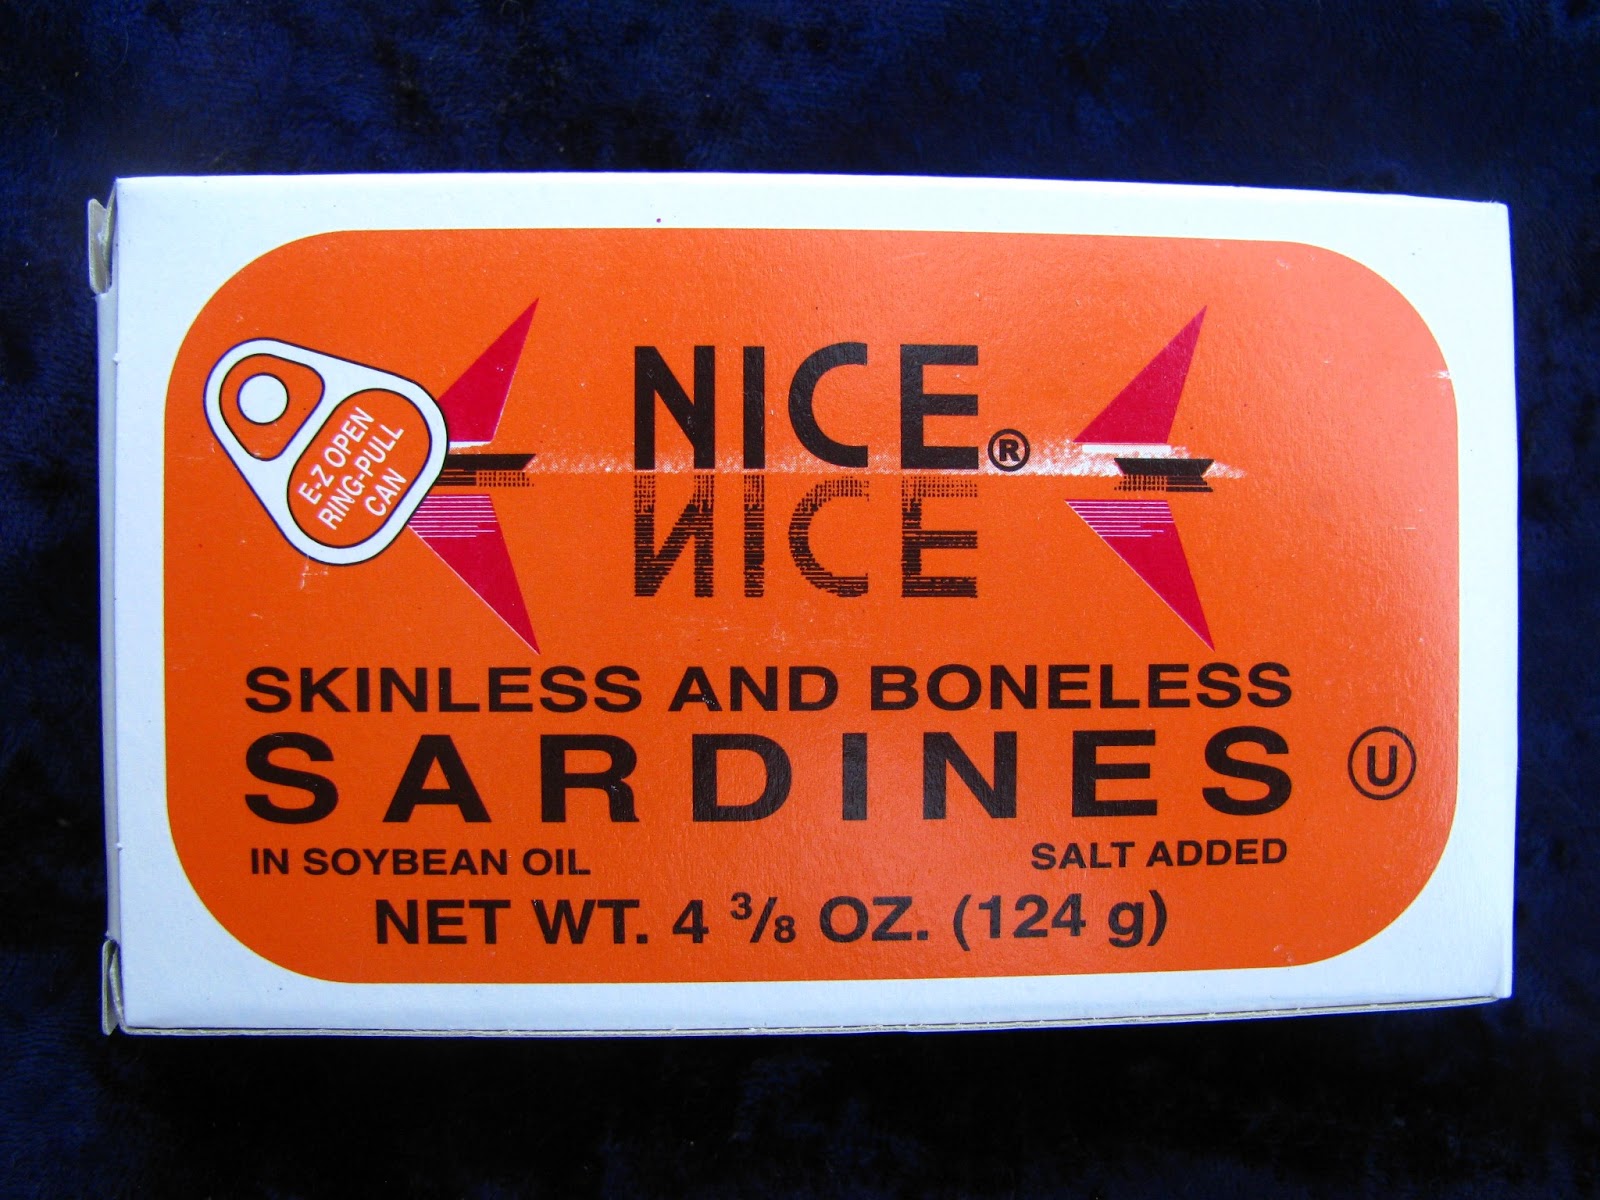 E-Z OPEN
RING-PULL
CAN
NICE®
NICE
SKINLESS AND BONELESS
SARDINES
U
IN SOYBEAN OIL
SALT ADDED
NET WT. 4 3/8 OZ. (124 g)